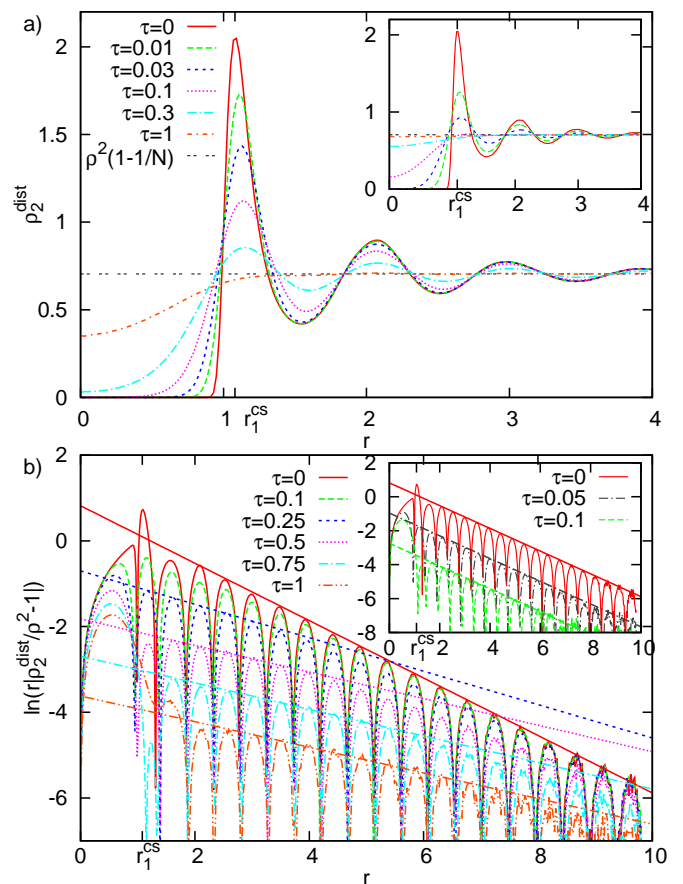 a)
τ=0
τ=0.01
τ=0.03
τ=0.1
τ=0.3
τ=1
ρ²(1-1/N)
ρ₂^dist
2
1.5
1
0.5
0
0 1 r₁^cs 2 3 4
r
2
1
0
0 r₁^cs 2 3 4
b)
τ=0
τ=0.1
τ=0.25
τ=0.5
τ=0.75
τ=1
ln(r|ρ₂^dist/ρ²-1|)
2
0
-2
-4
-6
0 r₁^cs 2 4 6 8 10
r
τ=0
τ=0.05
τ=0.1
2
0
-2
-4
-6
-8
0 r₁^cs 2 4 6 8 10